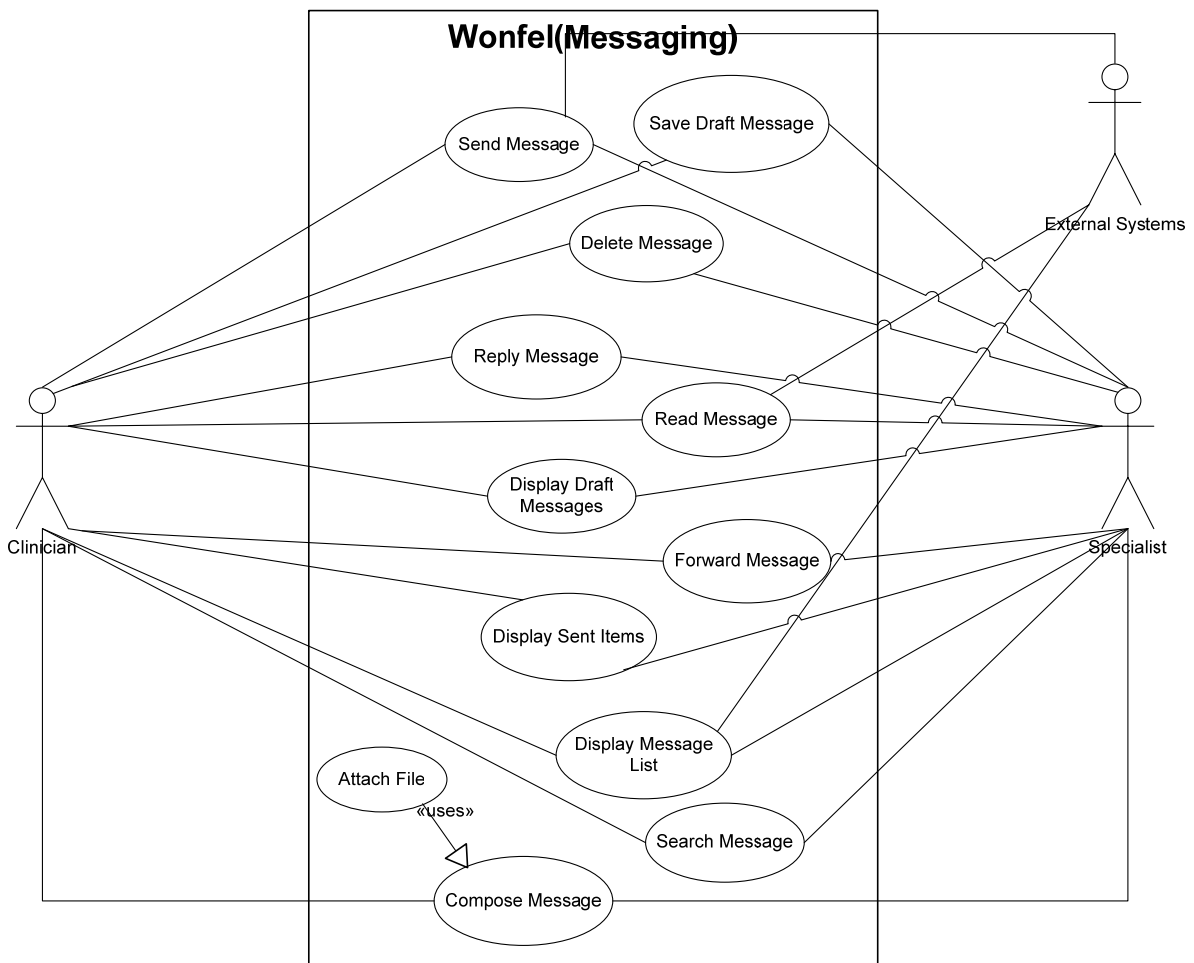 Wonfel(Messaging)
Save Draft Message
Send Message
External Systems
Delete Message
Reply Message
Read Message
Display Draft
Messages
Clinician
Specialist
Forward Message
Display Sent Items
Display Message
List
Attach File
«uses»
Search Message
Compose Message